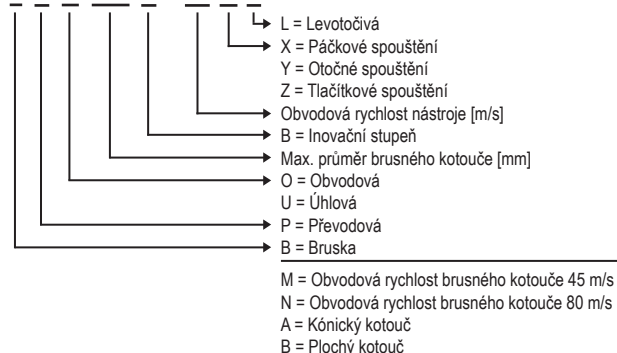 L = Levotočivá
X = Páčkové spouštění
Y = Otočné spouštění
Z = Tlačítkové spouštění
Obvodová rychlost nástroje [m/s]
B = Inovační stupeň
Max. průměr brusného kotouče [mm]
O = Obvodová
U = Úhlová
P = Převodová
B = Bruska
M = Obvodová rychlost brusného kotouče 45 m/s
N = Obvodová rychlost brusného kotouče 80 m/s
A = Kónický kotouč
B = Plochý kotouč